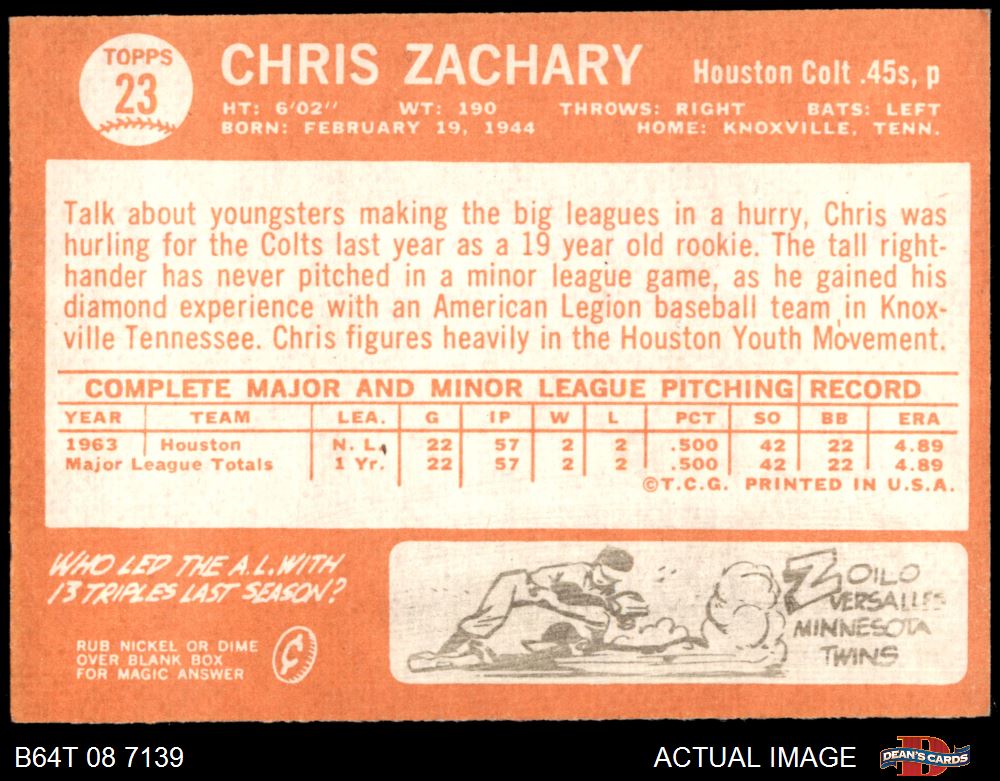 TOPPS
23
CHRIS ZACHARY
Houston Colt .45s, p
HT: 6'02" WT: 190 THROWS: RIGHT BATS: LEFT
BORN: FEBRUARY 19, 1944 HOME: KNOXVILLE, TENN.
Talk about youngsters making the big leagues in a hurry, Chris was
hurling for the Colts last year as a 19 year old rookie. The tall right-
hander has never pitched in a minor league game, as he gained his
diamond experience with an American Legion baseball team in Knox-
ville Tennessee. Chris figures heavily in the Houston Youth Movement.
COMPLETE MAJOR AND MINOR LEAGUE PITCHING RECORD
YEAR TEAM LEA. G IP W L PCT SO BB ERA
1963 Houston N. L. 22 57 2 2 .500 42 22 4.89
Major League Totals 1 Yr. 22 57 2 2 .500 42 22 4.89
©T.C.G. PRINTED IN U.S.A.
WHO LED THE A.L. WITH
13 TRIPLES LAST SEASON?
RUB NICKEL OR DIME
OVER BLANK BOX
FOR MAGIC ANSWER
¢
ZOILO
VERSALLES
MINNESOTA
TWINS
B64T 08 7139
ACTUAL IMAGE
DEAN'S CARDS